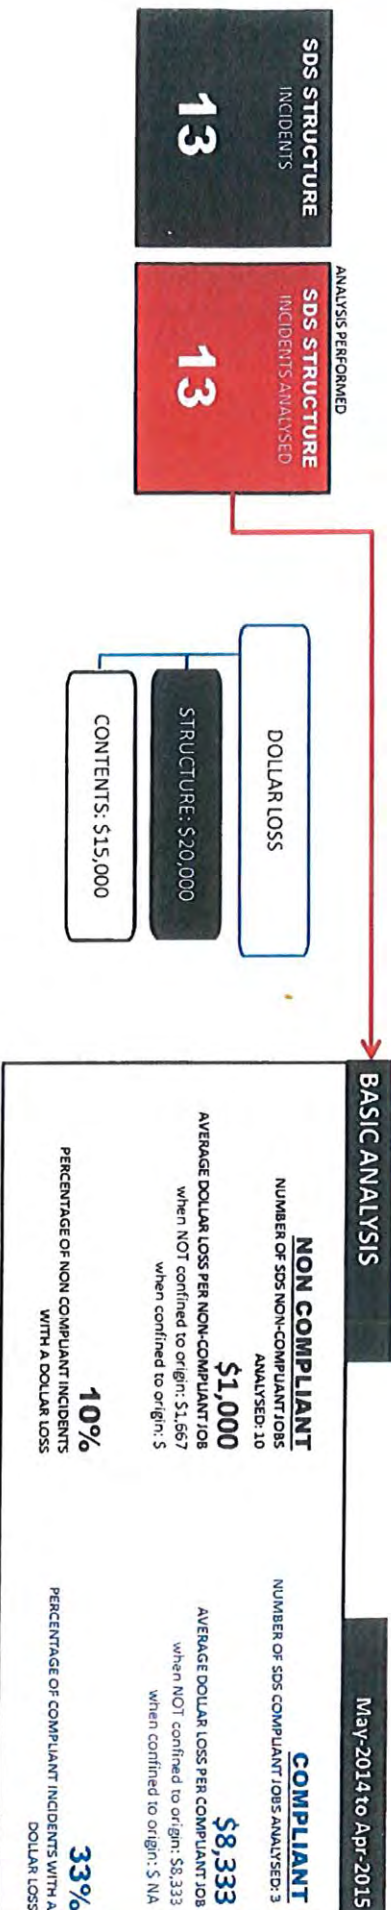 SDS STRUCTURE
INCIDENTS
13
ANALYSIS PERFORMED
SDS STRUCTURE
INCIDENTS ANALYSED
13
DOLLAR LOSS
STRUCTURE: $20,000
CONTENTS: $15,000
BASIC ANALYSIS
May-2014 to Apr-2015
NON COMPLIANT
NUMBER OF SDS NON-COMPLIANT JOBS
ANALYSED: 10
$1,000
AVERAGE DOLLAR LOSS PER NON-COMPLIANT JOB
when NOT confined to origin: $1,667
when confined to origin: $
10%
PERCENTAGE OF NON COMPLIANT INCIDENTS
WITH A DOLLAR LOSS
COMPLIANT
NUMBER OF SDS COMPLIANT JOBS ANALYSED: 3
$8,333
AVERAGE DOLLAR LOSS PER COMPLIANT JOB
when NOT confined to origin: $8,333
when confined to origin: $ NA
33%
PERCENTAGE OF COMPLIANT INCIDENTS WITH A
DOLLAR LOSS